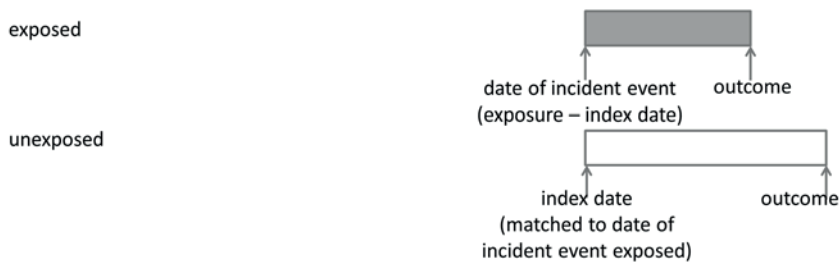 exposed
date of incident event
(exposure – index date)
outcome
unexposed
index date
(matched to date of
incident event exposed)
outcome